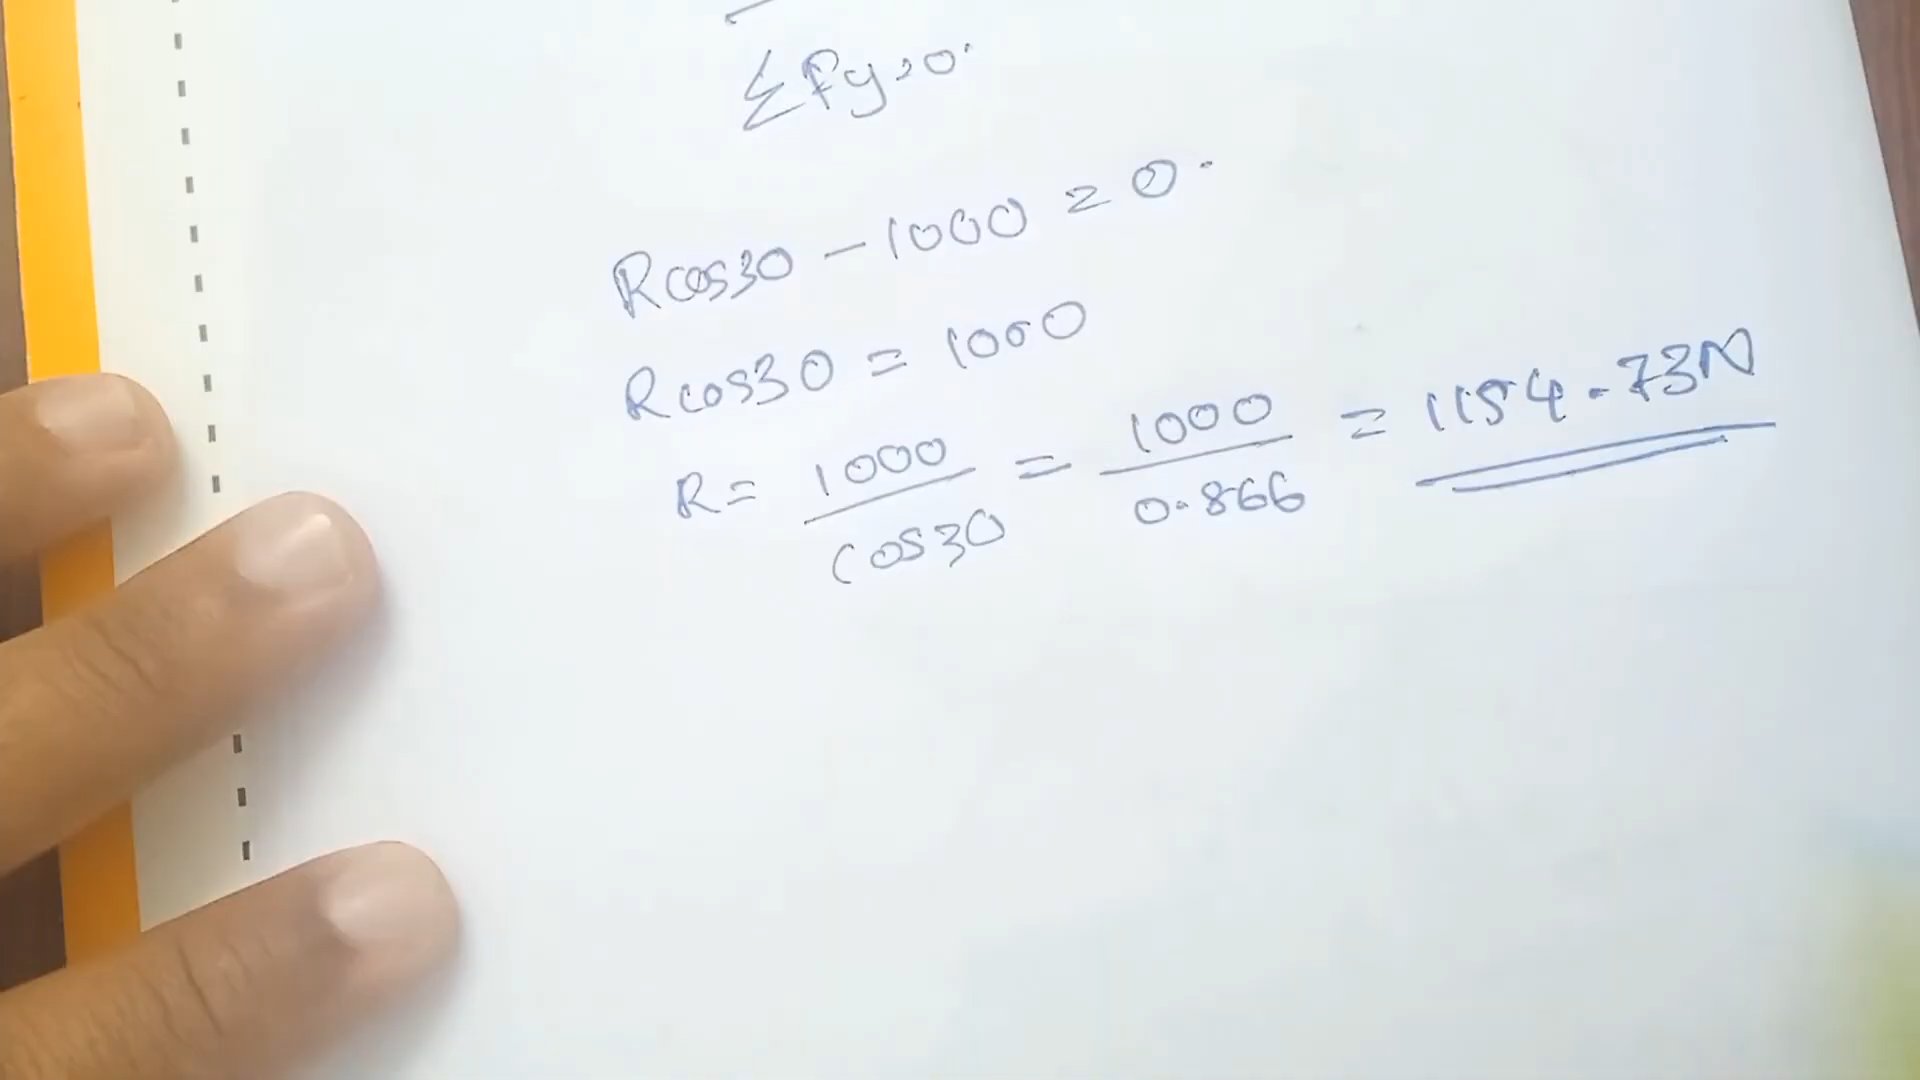 ΣFy=0.
Rcos30 - 1000 = 0.
Rcos30 = 1000
R = 1000/cos30 = 1000/0.866 = 1154.73N